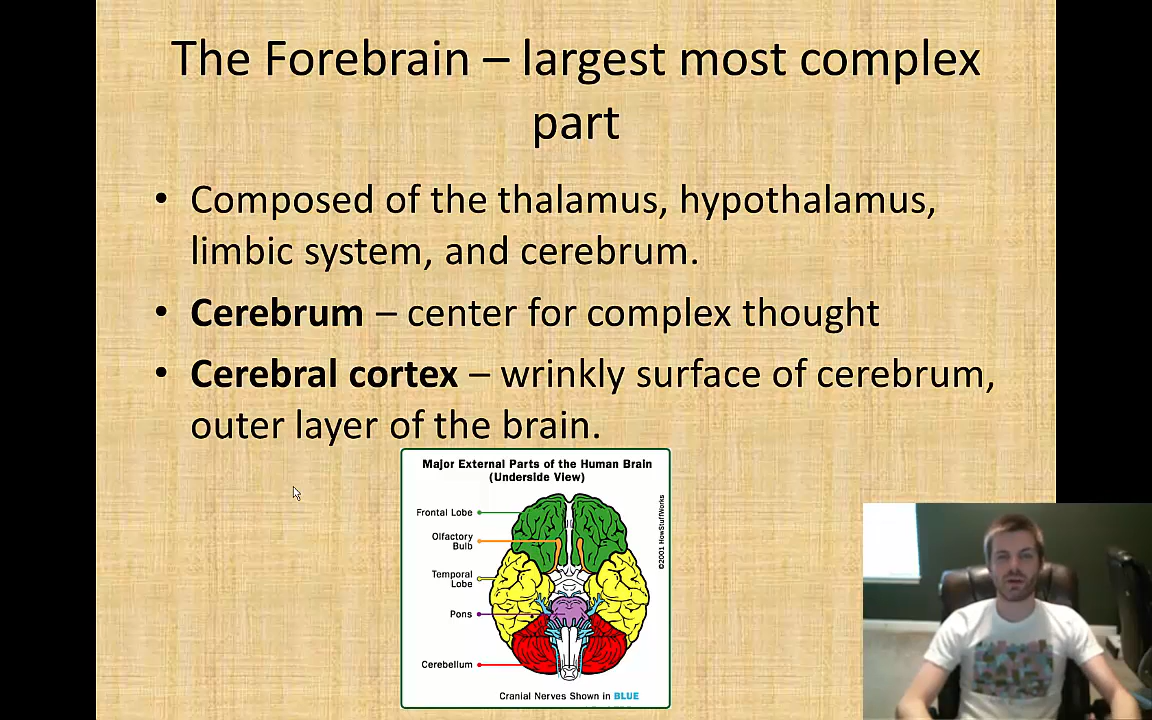 The Forebrain – largest most complex
part
• Composed of the thalamus, hypothalamus,
limbic system, and cerebrum.
• Cerebrum – center for complex thought
• Cerebral cortex – wrinkly surface of cerebrum,
outer layer of the brain.
Major External Parts of the Human Brain
(Underside View)
Frontal Lobe
Olfactory
Bulb
Temporal
Lobe
Pons
Cerebellum
©2001 HowStuffWorks
Cranial Nerves Shown in BLUE